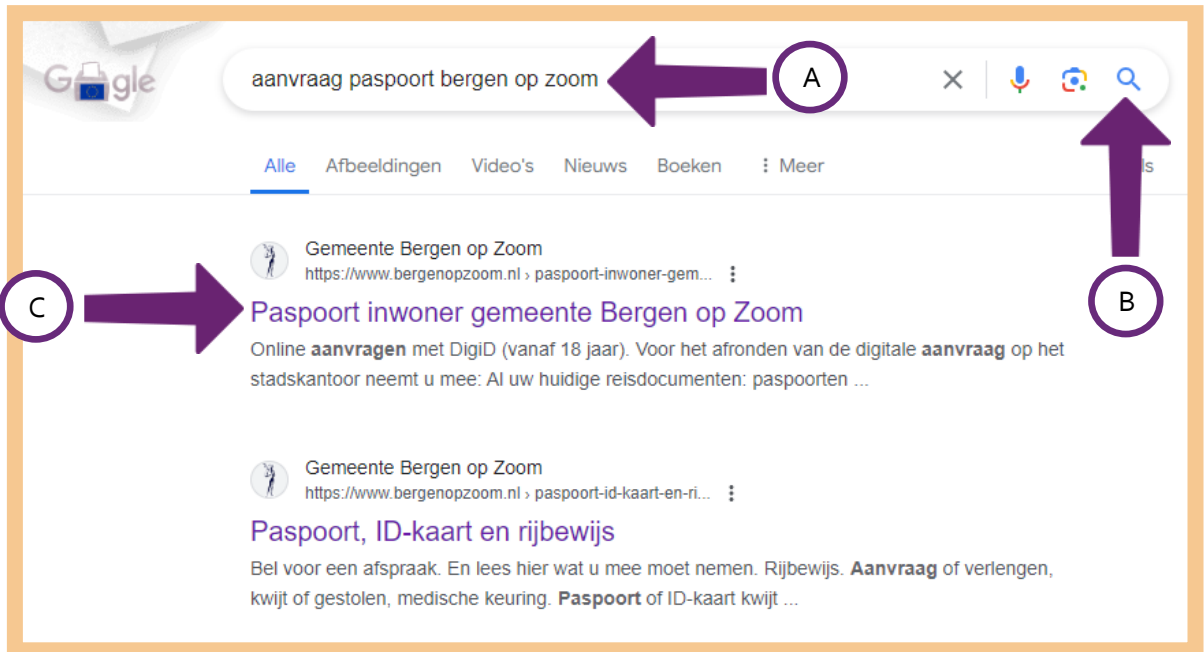 Google
aanvraag paspoort bergen op zoom
A
Alle Afbeeldingen Video's Nieuws Boeken Meer
ls
B
Gemeente Bergen op Zoom
https://www.bergenopzoom.nl › paspoort-inwoner-gem...
C
Paspoort inwoner gemeente Bergen op Zoom
Online aanvragen met DigiD (vanaf 18 jaar). Voor het afronden van de digitale aanvraag op het
stadskantoor neemt u mee: Al uw huidige reisdocumenten: paspoorten ...
Gemeente Bergen op Zoom
https://www.bergenopzoom.nl › paspoort-id-kaart-en-ri...
Paspoort, ID-kaart en rijbewijs
Bel voor een afspraak. En lees hier wat u mee moet nemen. Rijbewijs. Aanvraag of verlengen,
kwijt of gestolen, medische keuring. Paspoort of ID-kaart kwijt ...